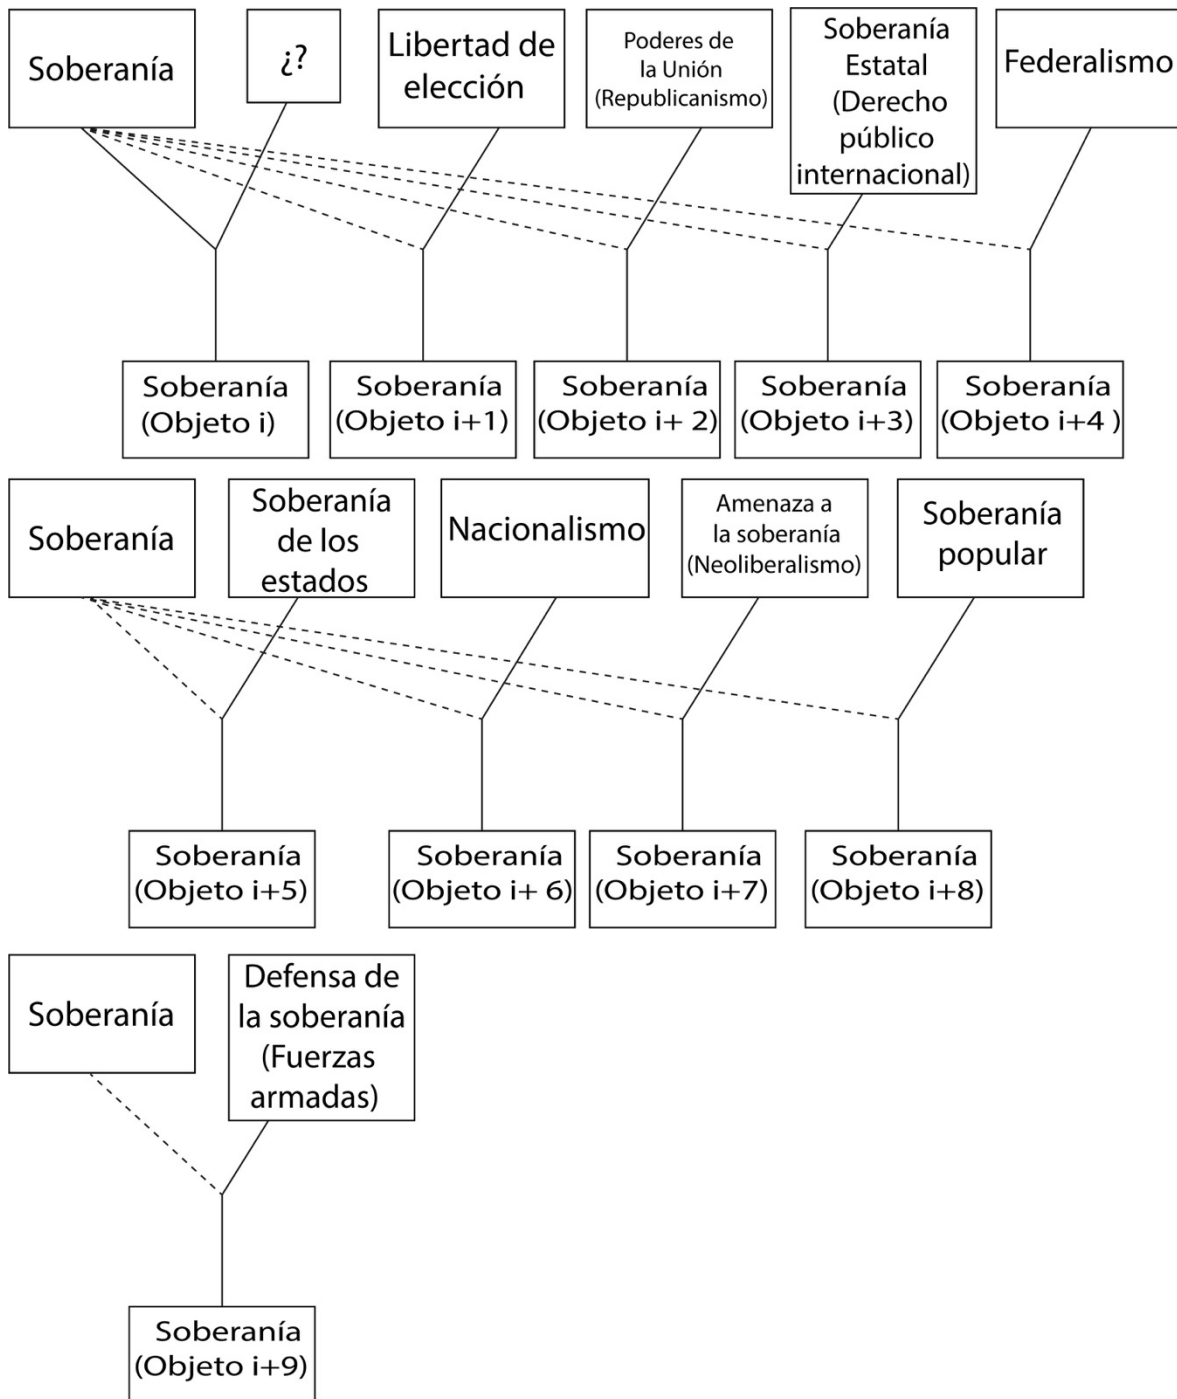 Soberanía
¿?
Libertad de
elección
Poderes de
la Unión
(Republicanismo)
Soberanía
Estatal
(Derecho
público
internacional)
Federalismo
Soberanía
(Objeto i)
Soberanía
(Objeto i+1)
Soberanía
(Objeto i+ 2)
Soberanía
(Objeto i+3)
Soberanía
(Objeto i+4 )
Soberanía
Soberanía
de los
estados
Nacionalismo
Amenaza a
la soberanía
(Neoliberalismo)
Soberanía
popular
Soberanía
(Objeto i+5)
Soberanía
(Objeto i+ 6)
Soberanía
(Objeto i+7)
Soberanía
(Objeto i+8)
Soberanía
Defensa de
la soberanía
(Fuerzas
armadas)
Soberanía
(Objeto i+9)